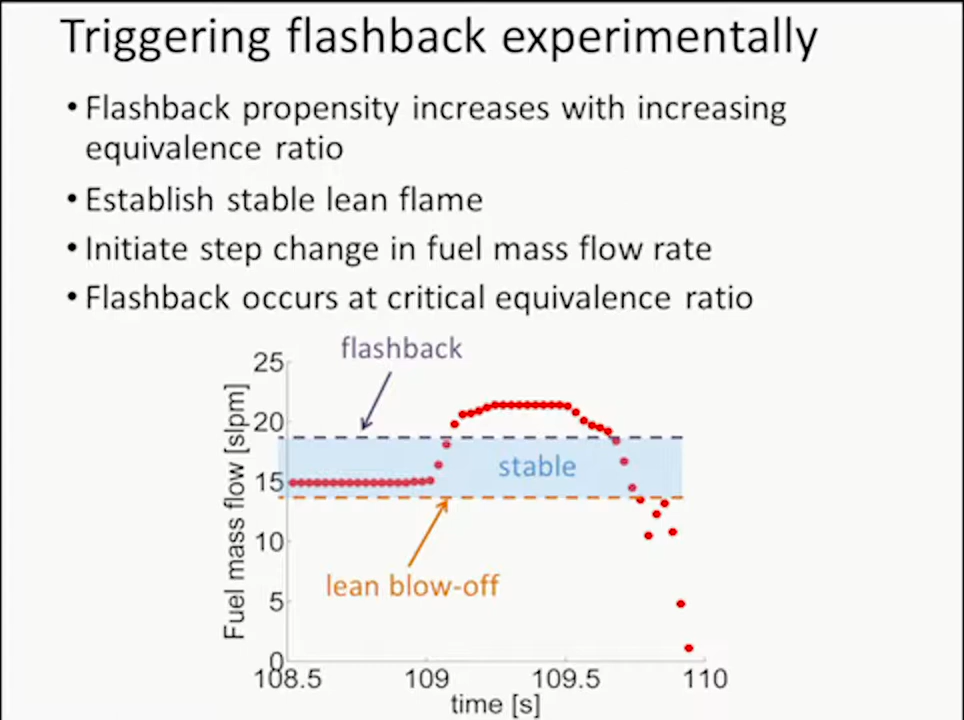 Triggering flashback experimentally
• Flashback propensity increases with increasing
equivalence ratio
• Establish stable lean flame
• Initiate step change in fuel mass flow rate
• Flashback occurs at critical equivalence ratio
flashback
25
20
stable
15
10
lean blow-off
5
0
Fuel mass flow [slpm]
108.5 109 109.5 110
time [s]